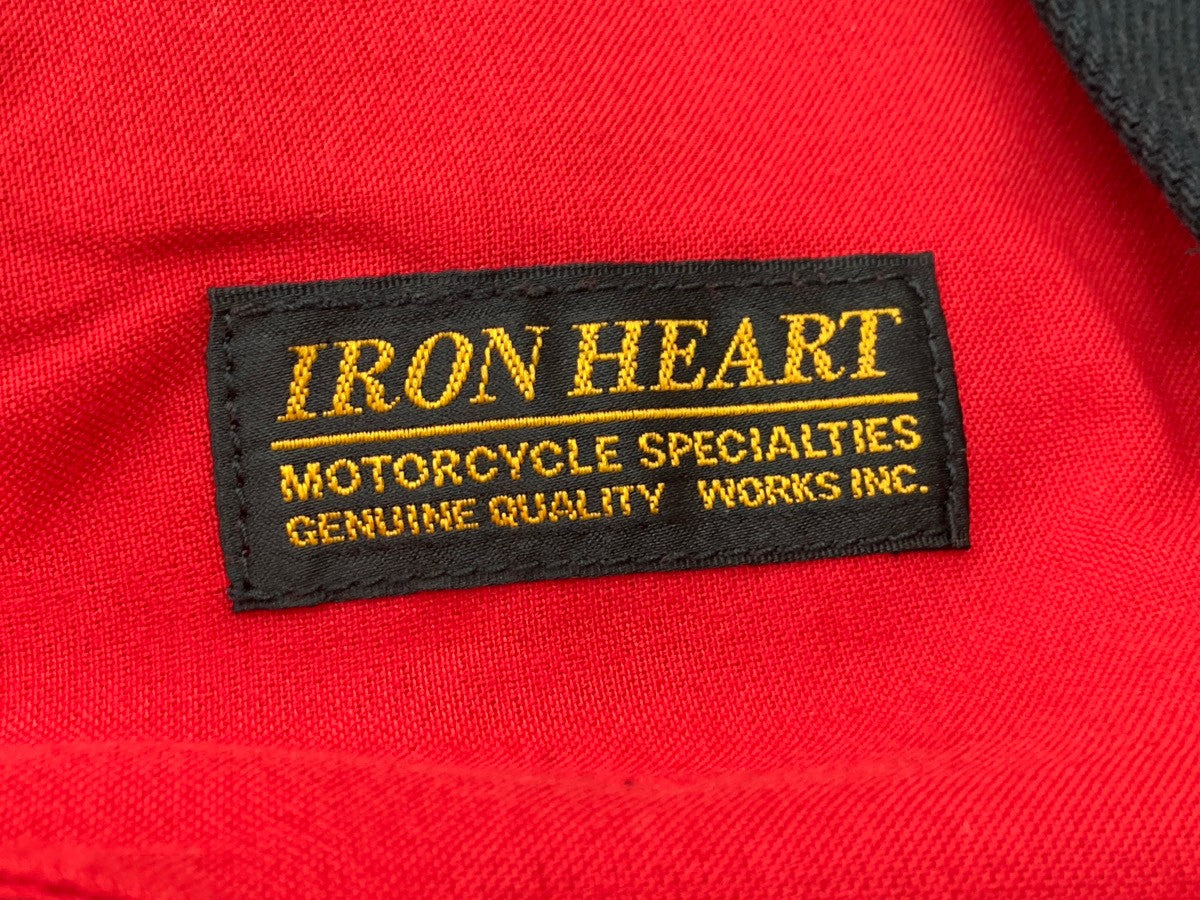 IRON HEART
MOTORCYCLE SPECIALTIES
GENUINE QUALITY WORKS INC.